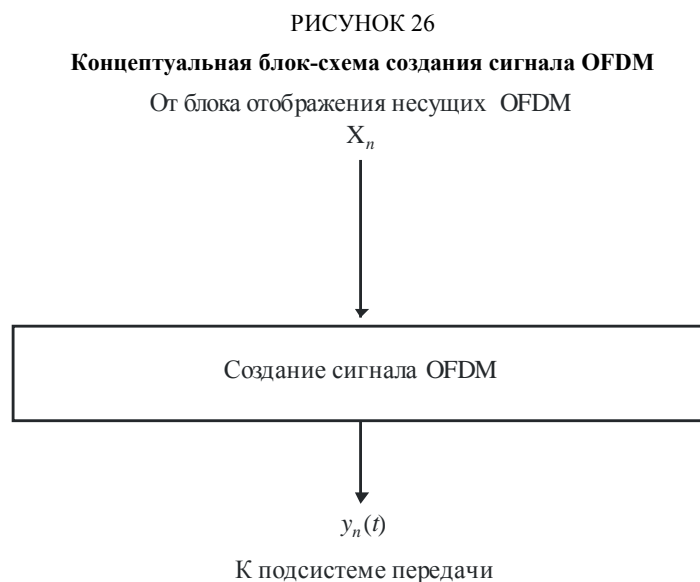 РИСУНОК 26
Концептуальная блок-схема создания сигнала OFDM
От блока отображения несущих OFDM
Xn
Создание сигнала OFDM
yn(t)
К подсистеме передачи